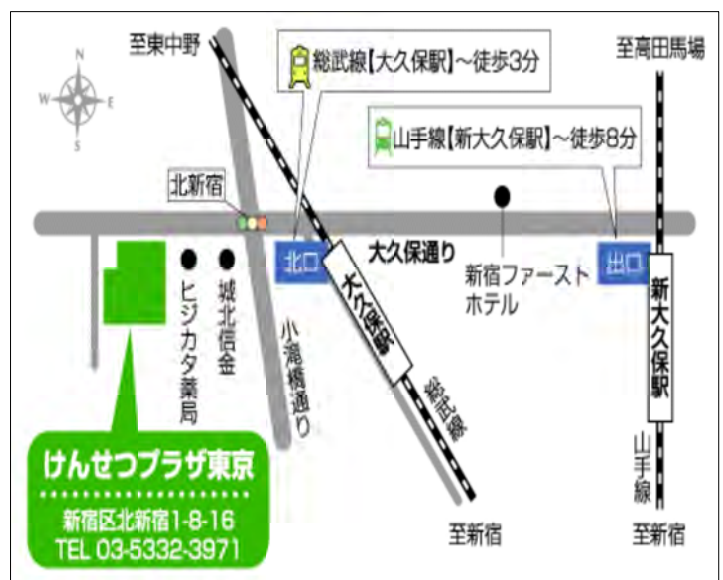 N
W
E
S
至東中野
総武線【大久保駅】～徒歩3分
至高田馬場
山手線【新大久保駅】～徒歩8分
北新宿
大久保通り
北口
大久保駅
新宿ファースト
ホテル
出口
新大久保駅
ヒジカタ薬局
城北信金
小滝橋通り
総武線
山手線
至新宿
至新宿
けんせつプラザ東京
新宿区北新宿1-8-16
TEL 03-5332-3971